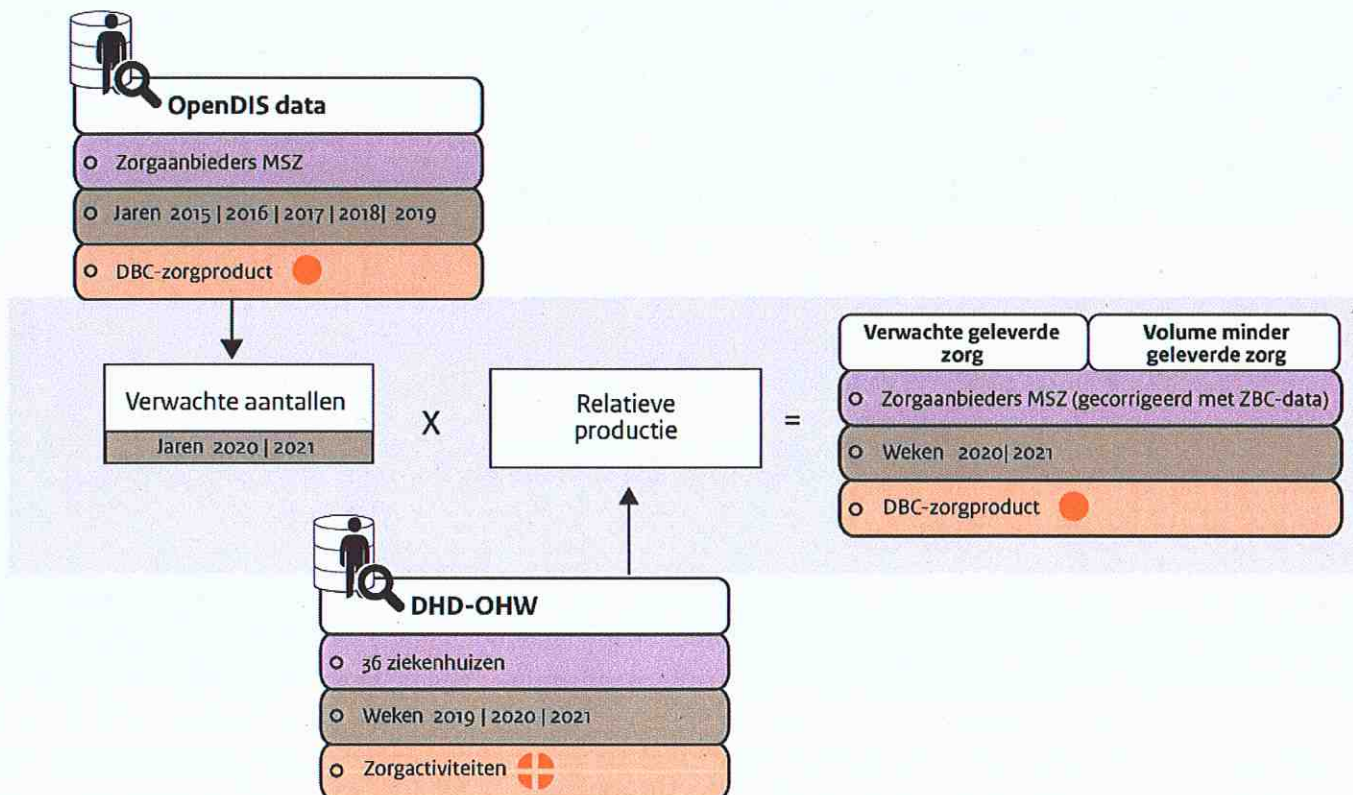 OpenDIS data
Zorgaanbieders MSZ
Jaren 2015 | 2016 | 2017 | 2018| 2019
DBC-zorgproduct
Verwachte aantallen
Jaren 2020 | 2021
X
Relatieve
productie
=
Verwachte geleverde
zorg
Volume minder
geleverde zorg
Zorgaanbieders MSZ (gecorrigeerd met ZBC-data)
Weken 2020| 2021
DBC-zorgproduct
DHD-OHW
36 ziekenhuizen
Weken 2019 | 2020 | 2021
Zorgactiviteiten